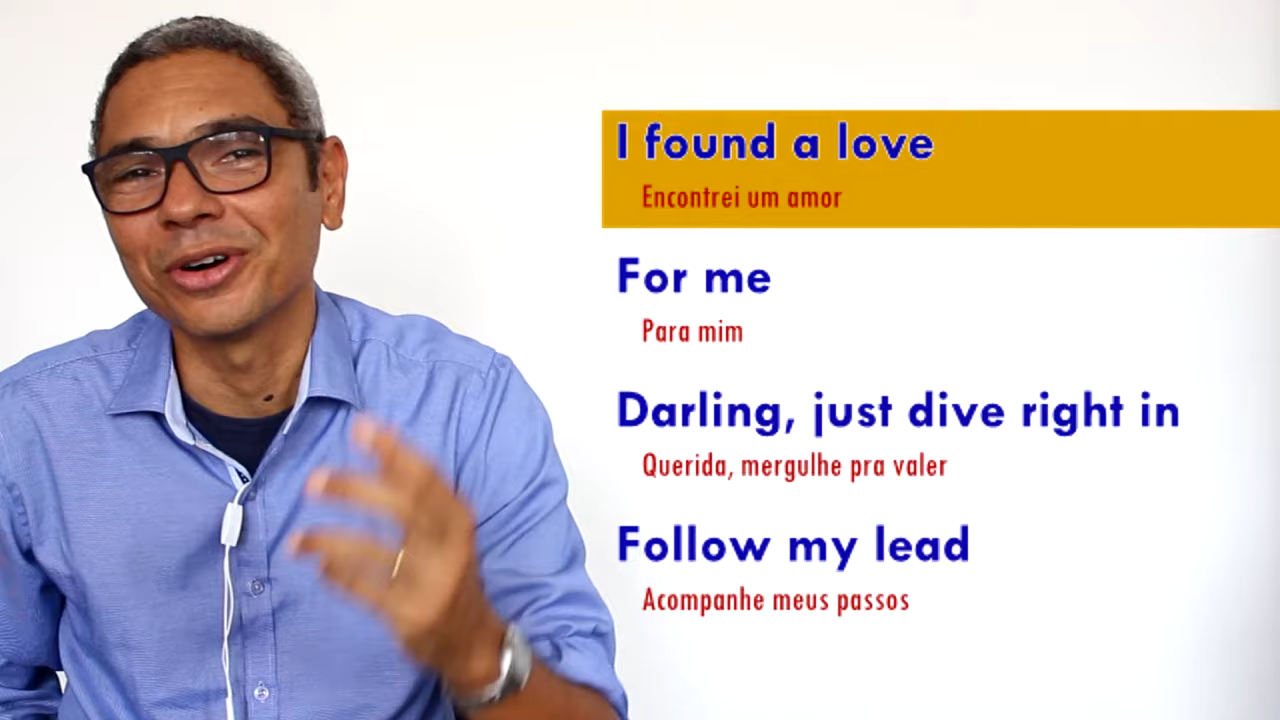 I found a love
Encontrei um amor
For me
Para mim
Darling, just dive right in
Querida, mergulhe pra valer
Follow my lead
Acompanhe meus passos